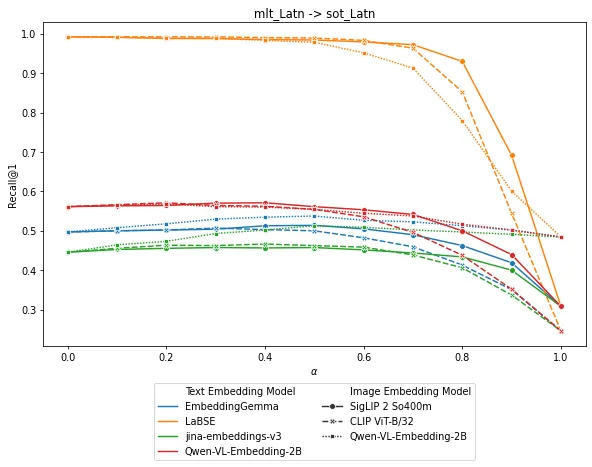 mlt_Latn -> sot_Latn
1.0
0.9
0.8
0.7
0.6
0.5
0.4
0.3
Recall@1
0.0 0.2 0.4 0.6 0.8 1.0
α
Text Embedding Model Image Embedding Model
EmbeddingGemma SigLIP 2 So400m
LaBSE CLIP ViT-B/32
jina-embeddings-v3 Qwen-VL-Embedding-2B
Qwen-VL-Embedding-2B